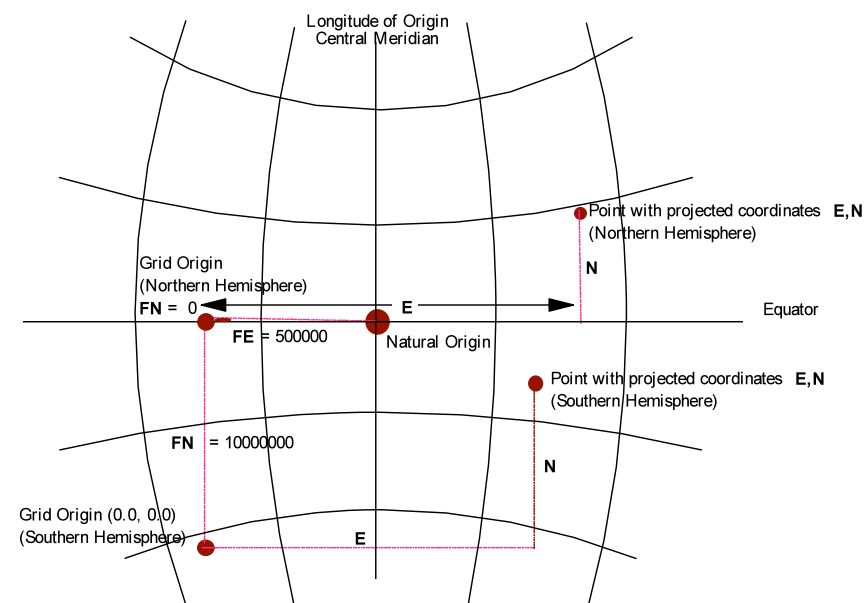 Longitude of Origin
Central Meridian
Point with projected coordinates E,N
(Northern Hemisphere)
Grid Origin
(Northern Hemisphere)
FN = 0
N
E
Equator
FE = 500000
Natural Origin
Point with projected coordinates E,N
(Southern Hemisphere)
FN = 10000000
N
Grid Origin (0.0, 0.0)
(Southern Hemisphere)
E